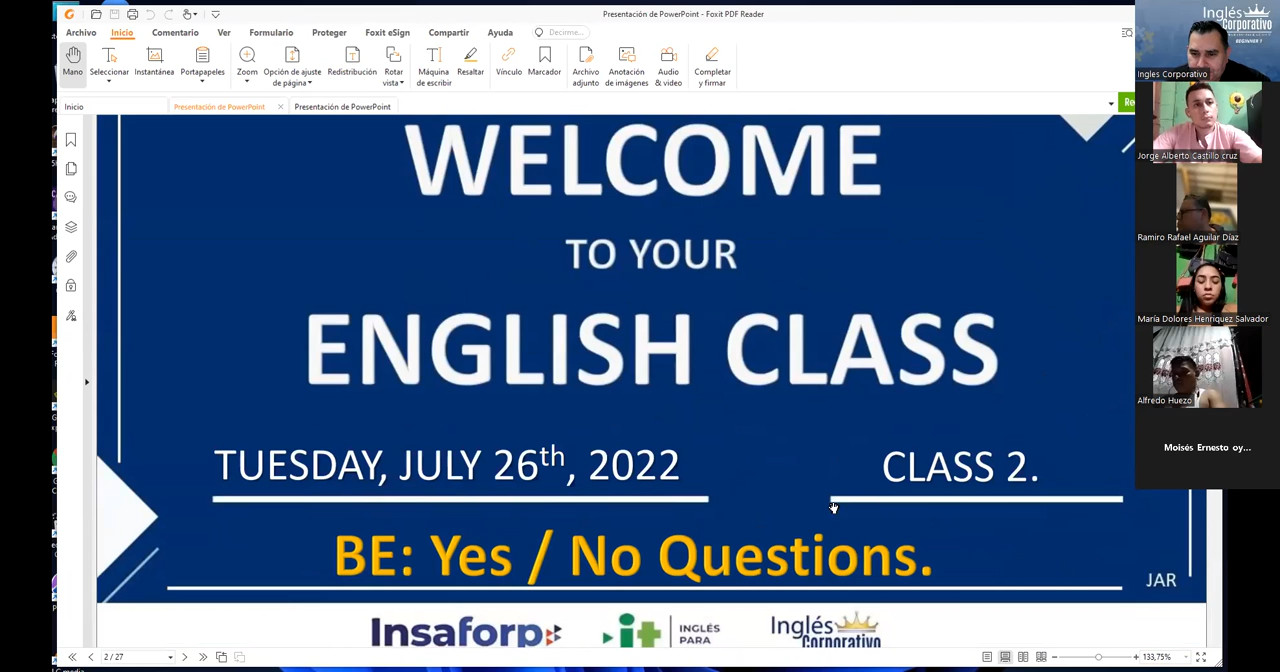 Presentación de PowerPoint - Foxit PDF Reader
Archivo Inicio Comentario Ver Formulario Proteger Foxit eSign Compartir Ayuda Decirme...
Mano Seleccionar Instantánea Portapapeles Zoom Opción de ajuste de página Redistribución Rotar vista Máquina de escribir Resaltar Vínculo Marcador Archivo adjunto Anotación de imágenes Audio & vídeo Completar y firmar
Inicio Presentación de PowerPoint Presentación de PowerPoint
WELCOME
TO YOUR
ENGLISH CLASS
TUESDAY, JULY 26th, 2022 CLASS 2.
BE: Yes / No Questions.
JAR
Insaforp it INGLÉS PARA Inglés Corporativo
2 / 27 133,75%
Inglés Corporativo
BEGINNER 1
Ingles Corporativo
Jorge Alberto Castillo cruz
Ramiro Rafael Aguilar Díaz
María Dolores Henriquez Salvador
Alfredo Huezo
Moisés Ernesto oy...